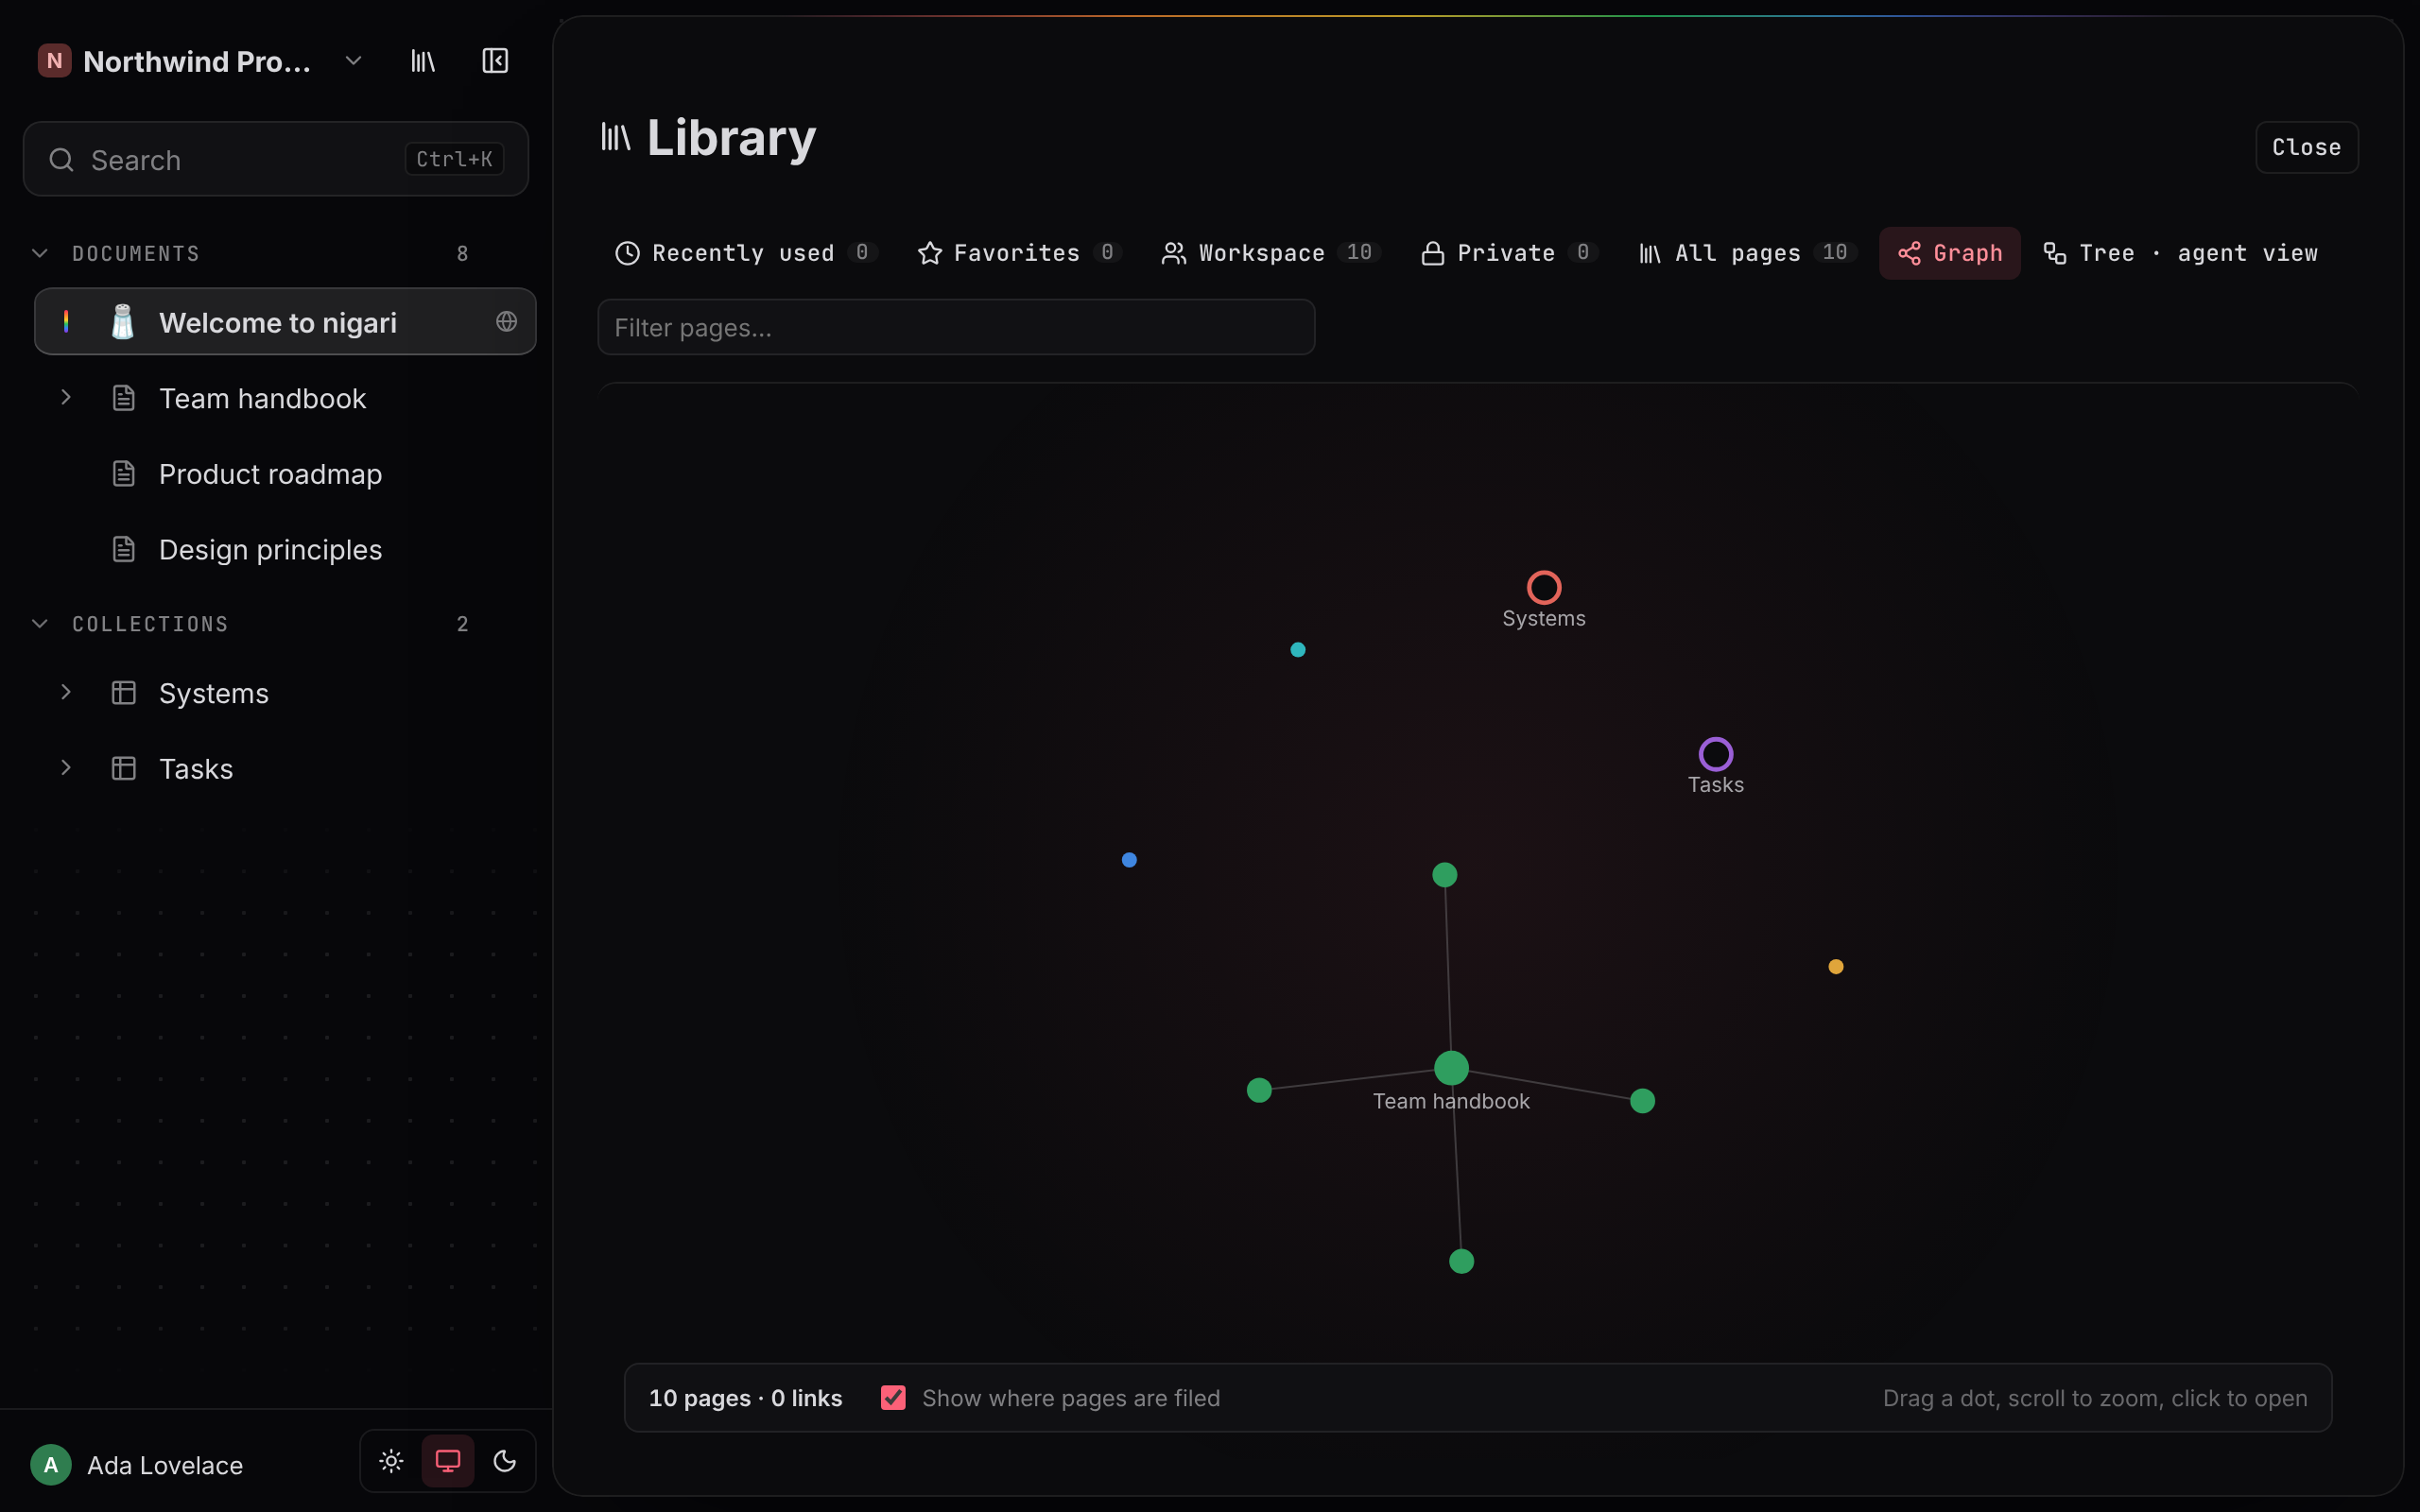 N Northwind Pro...
Search Ctrl+K
DOCUMENTS 8
Welcome to nigari
Team handbook
Product roadmap
Design principles
COLLECTIONS 2
Systems
Tasks
A Ada Lovelace
Library
Close
Recently used 0 Favorites 0 Workspace 10 Private 0 All pages 10 Graph Tree · agent view
Filter pages...
Systems
Tasks
Team handbook
10 pages · 0 links Show where pages are filed Drag a dot, scroll to zoom, click to open